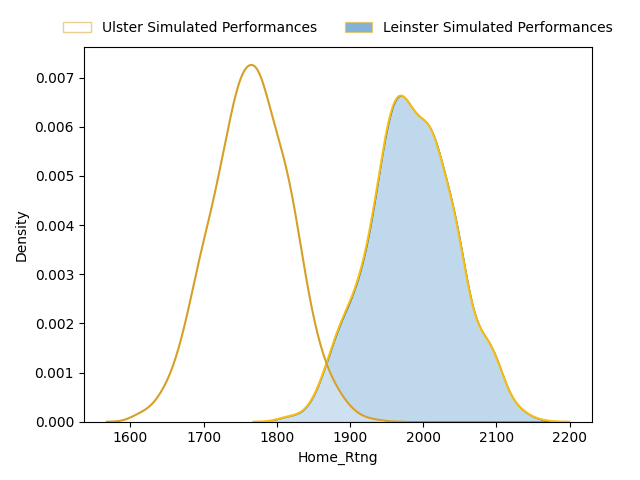 Ulster Simulated Performances Leinster Simulated Performances
0.007
0.006
0.005
0.004
0.003
0.002
0.001
0.000
Density
1600 1700 1800 1900 2000 2100 2200
Home_Rtng